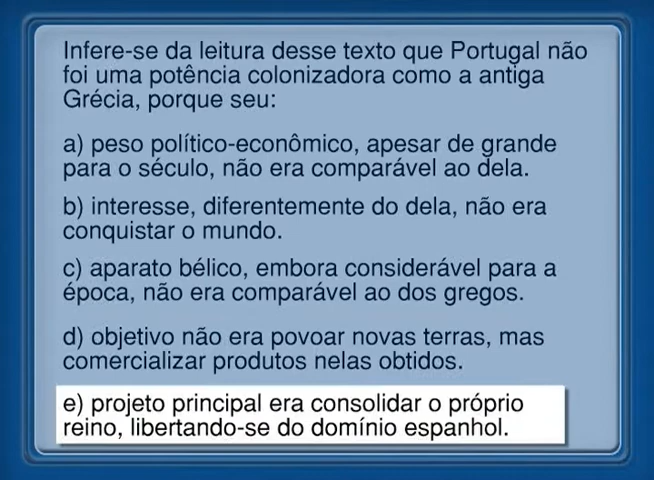 Infere-se da leitura desse texto que Portugal não
foi uma potência colonizadora como a antiga
Grécia, porque seu:
a) peso político-econômico, apesar de grande
para o século, não era comparável ao dela.
b) interesse, diferentemente do dela, não era
conquistar o mundo.
c) aparato bélico, embora considerável para a
época, não era comparável ao dos gregos.
d) objetivo não era povoar novas terras, mas
comercializar produtos nelas obtidos.
e) projeto principal era consolidar o próprio
reino, libertando-se do domínio espanhol.